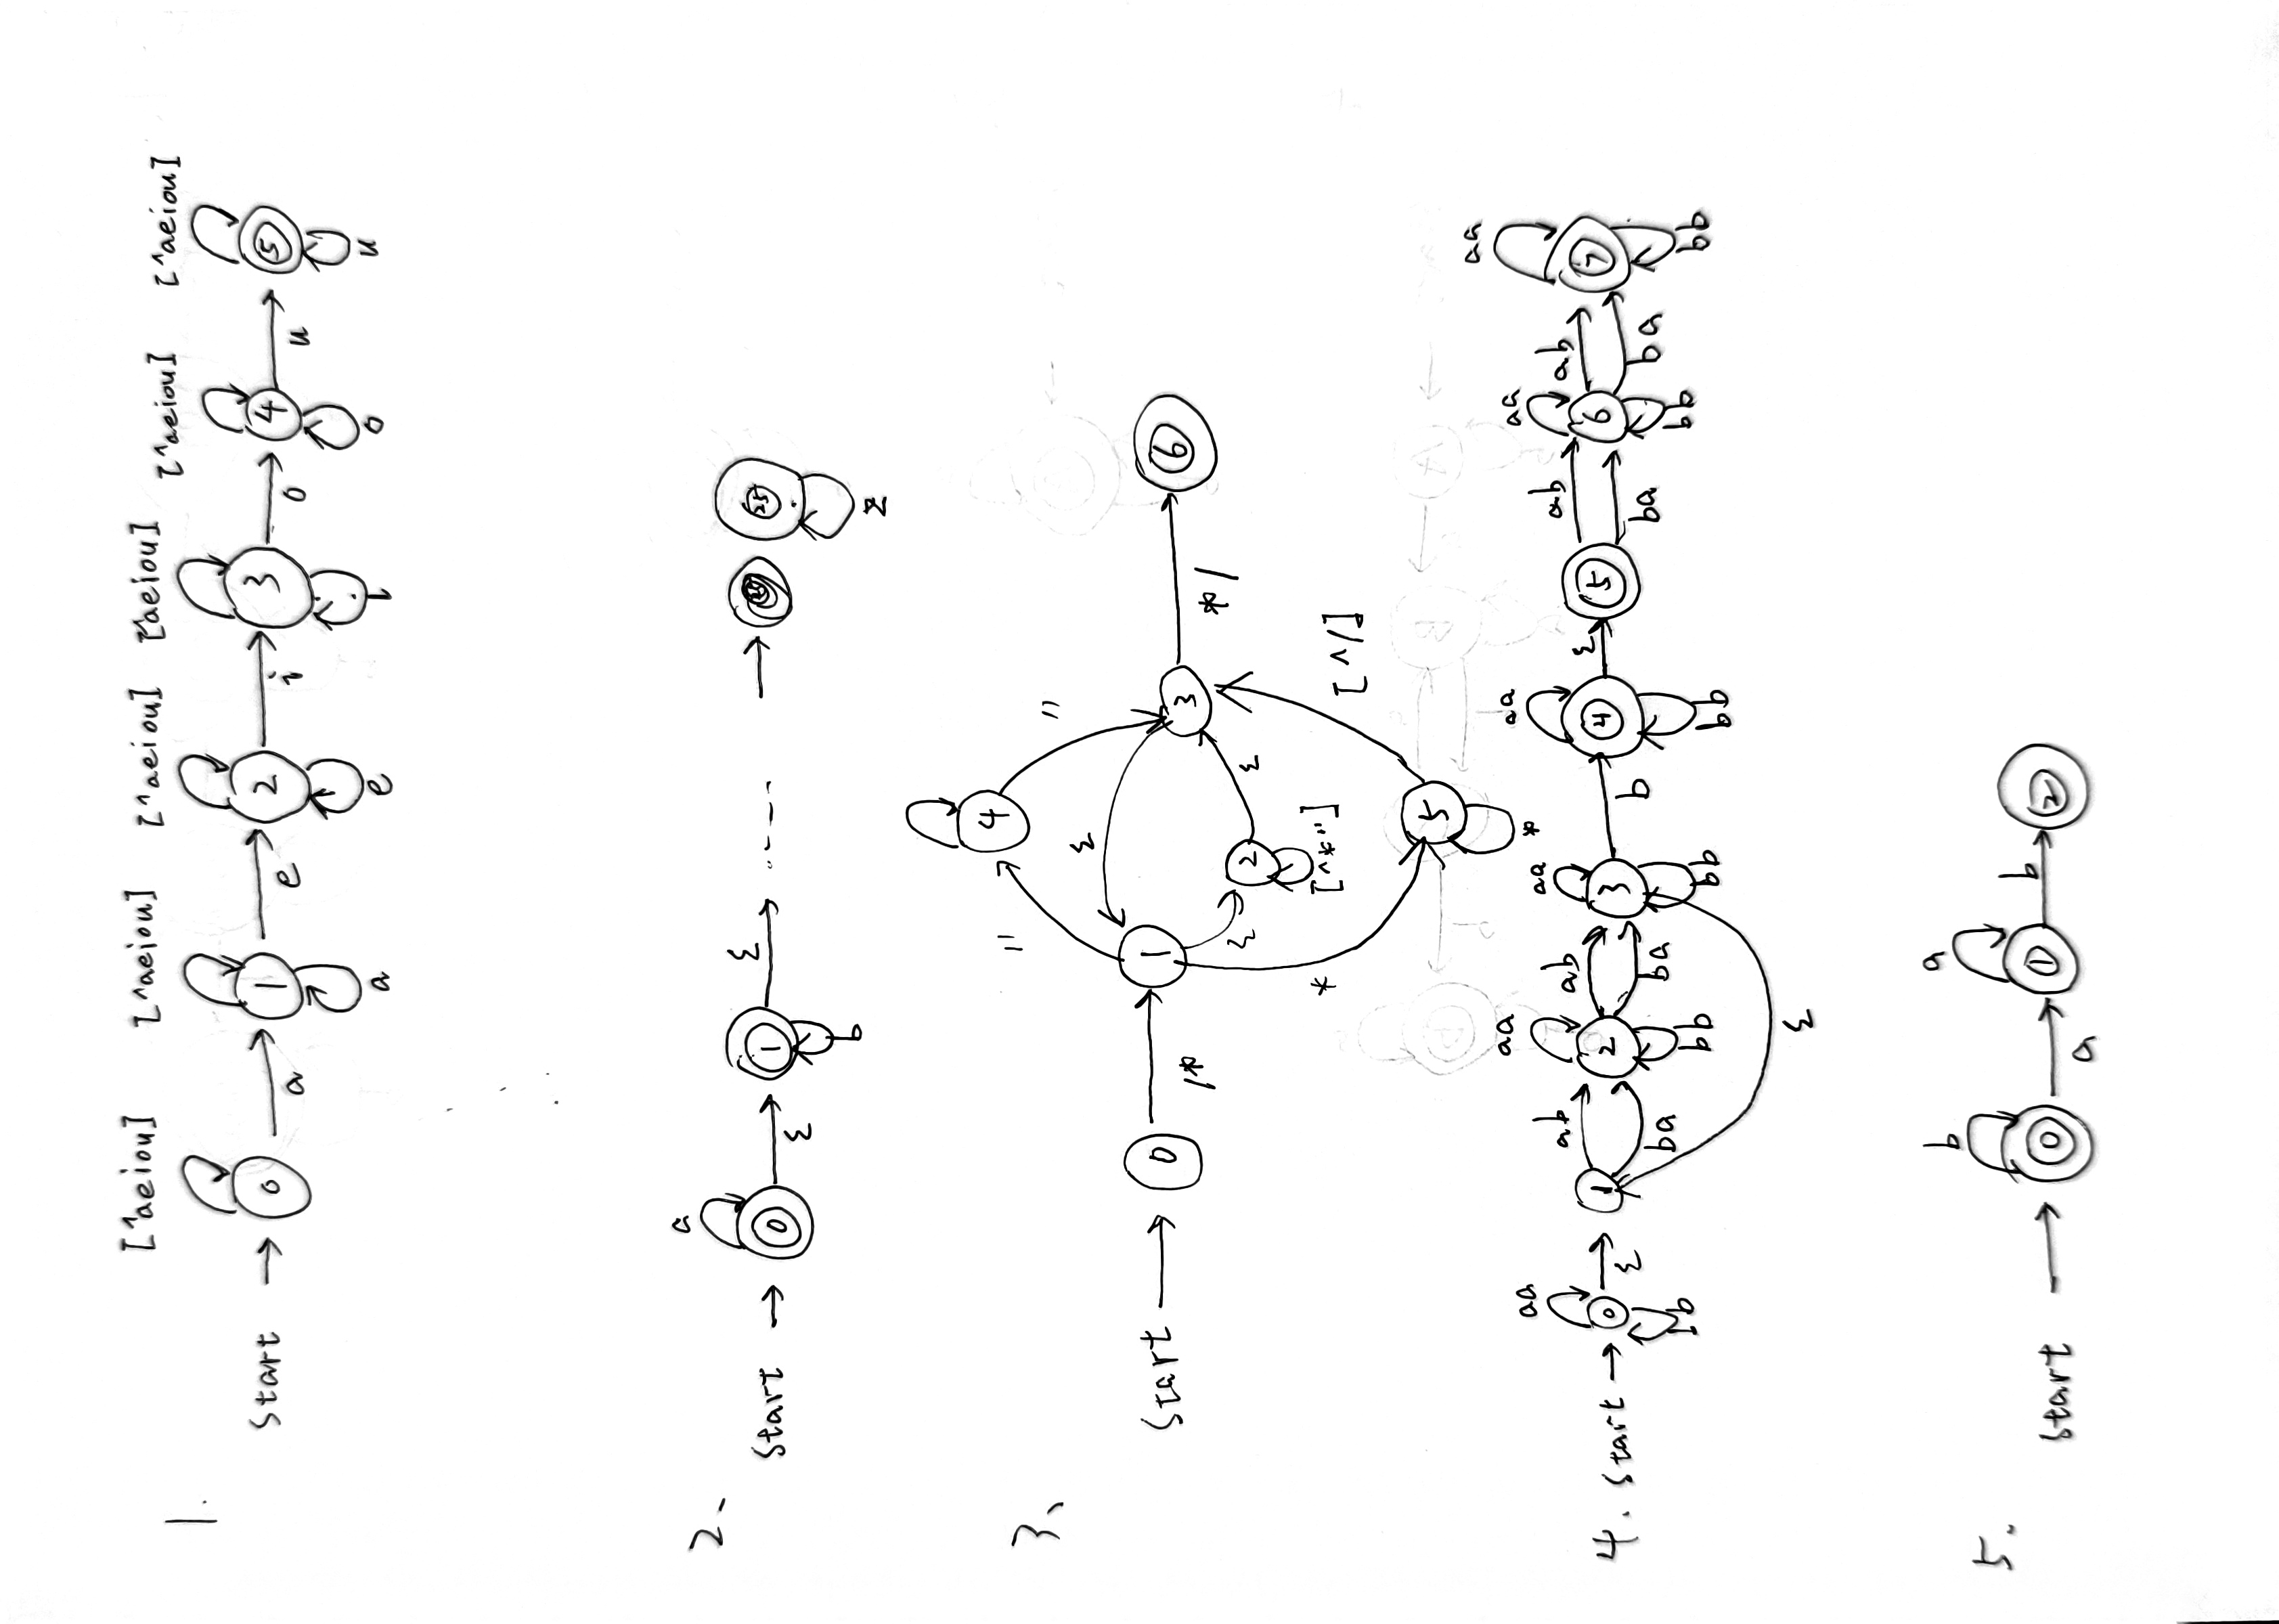 1.
[^aeiou] [^aeiou] [^aeiou] [^aeiou] [^aeiou] [^aeiou]
Start → 0 a 1 e 2 i 3 o 4 u 5
a e i o u
2.
a
Start → 0 ε 1 ε ----- → 25
b z
3、
" 4 "
ε
Start → 0 /* 1 3 */ 6
ε 2 ε
[^*"]
* 5 [^/]
*
4.
aa aa aa aa aa aa
ab ab ab ab
Start → 0 ε 1 2 3 b 4 ε 5 6 7
ba ba ba ba
bb bb bb bb bb bb
ε
5.
b a
Start → 0 a 1 b 2